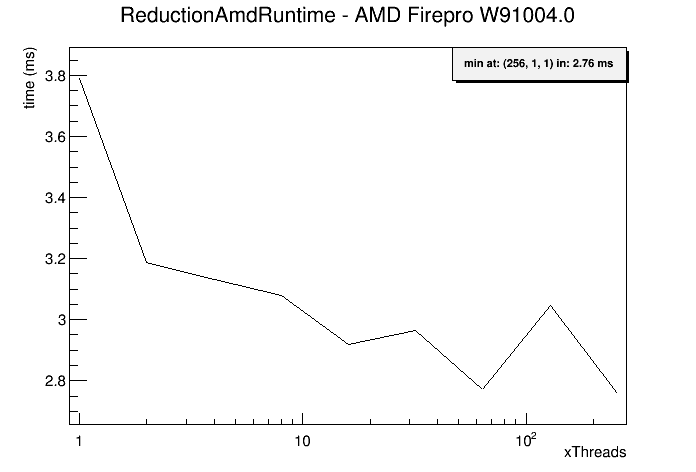 ReductionAmdRuntime - AMD Firepro W91004.0
time (ms)
min at: (256, 1, 1) in: 2.76 ms
3.8
3.6
3.4
3.2
3
2.8
1
10
10²
xThreads